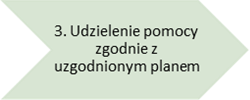 3. Udzielenie pomocy
zgodnie z
uzgodnionym planem